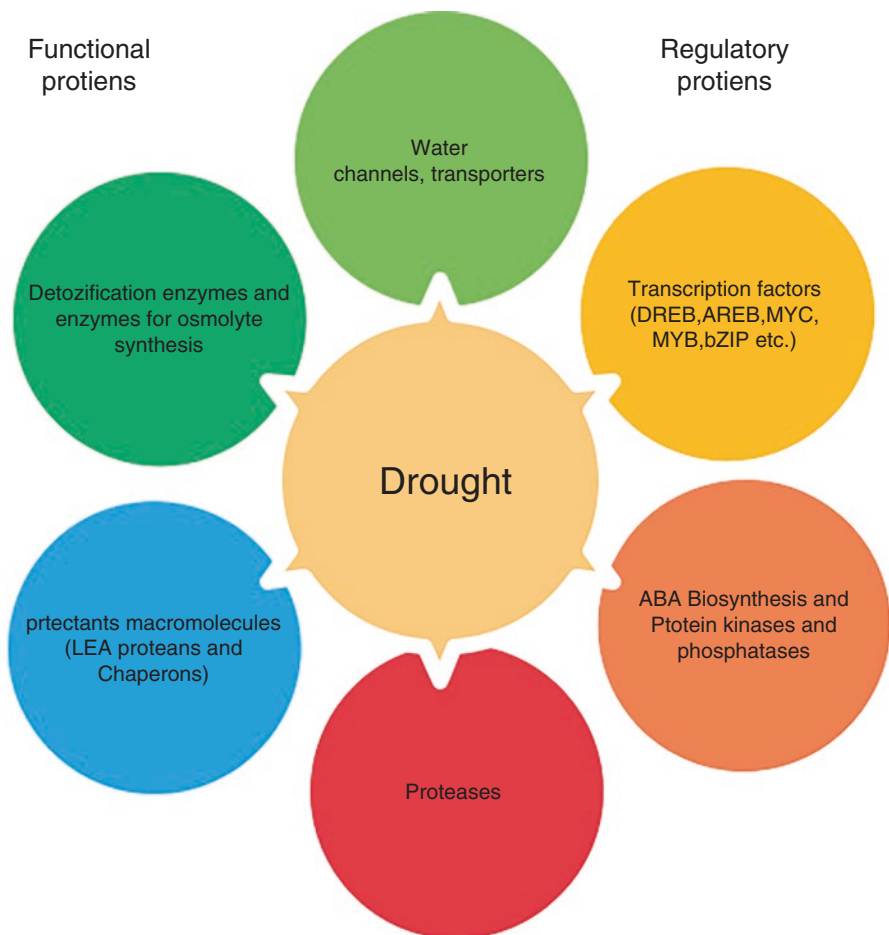 Functional
protiens
Regulatory
protiens
Water
channels, transporters
Detozification enzymes and
enzymes for osmolyte
synthesis
Transcription factors
(DREB,AREB,MYC,
MYB,bZIP etc.)
Drought
prtectants macromolecules
(LEA proteans and
Chaperons)
ABA Biosynthesis and
Ptotein kinases and
phosphatases
Proteases